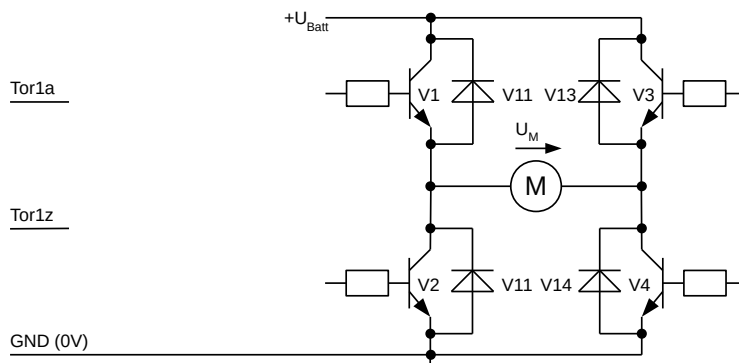 +U_Batt
Tor1a
V1 V11 V13 V3
U_M
M
Tor1z
V2 V11 V14 V4
GND (0V)